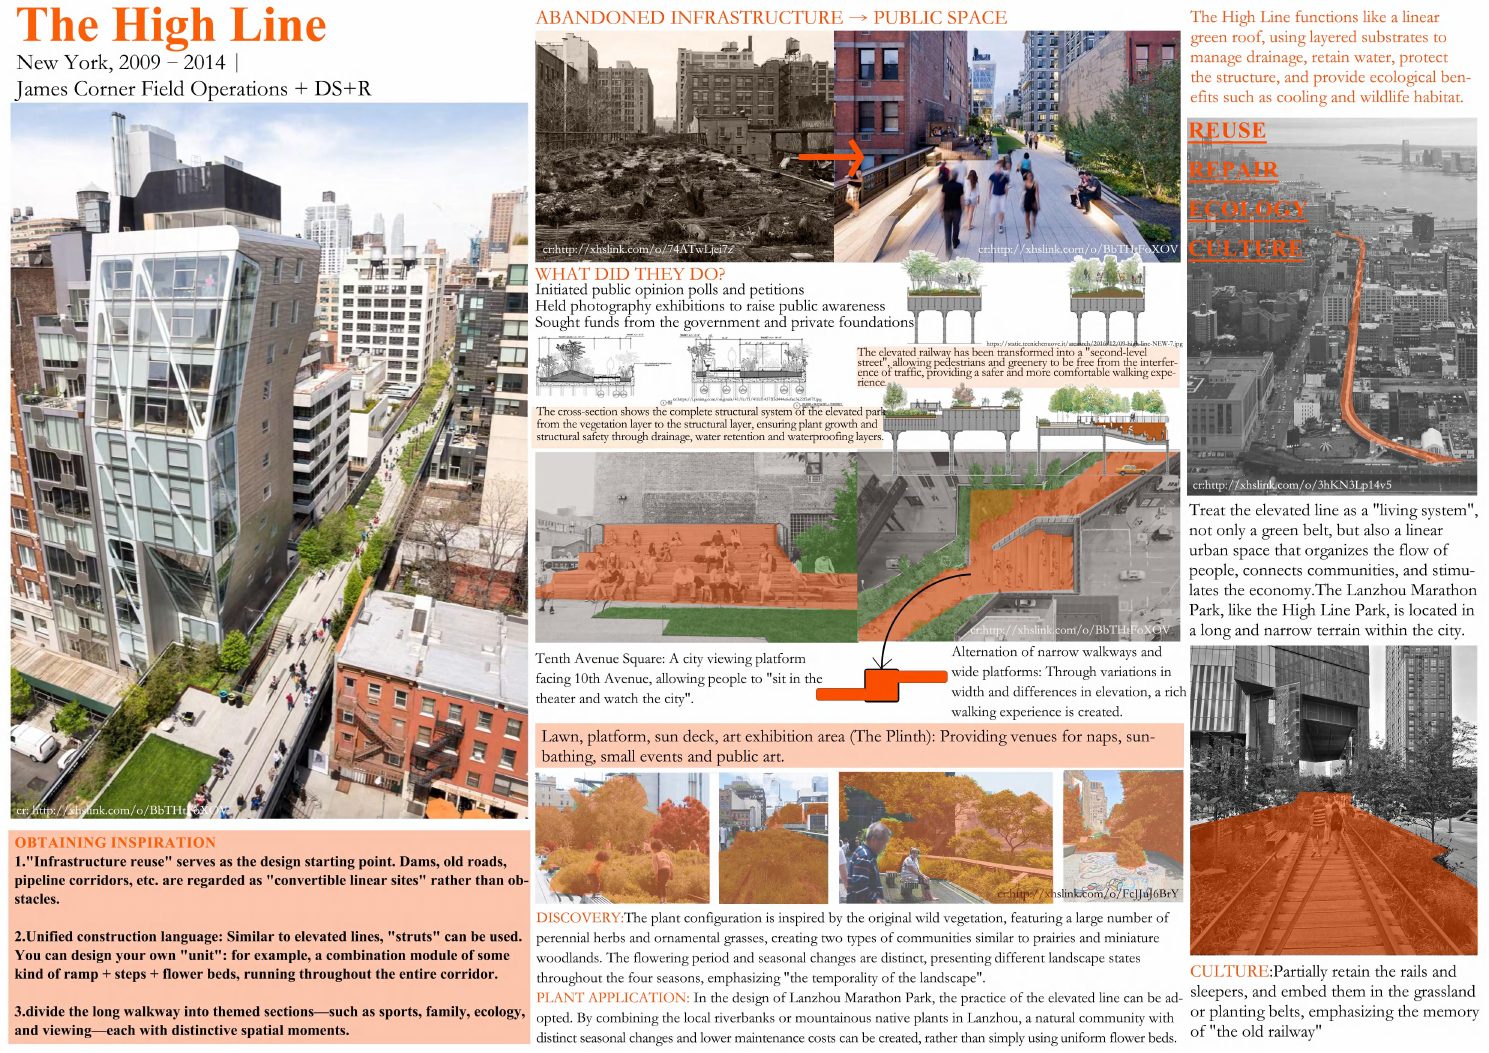 The High Line
New York, 2009 – 2014 |
James Corner Field Operations + DS+R
cr: http://xhslink.com/o/BbTHtFoXOV
OBTAINING INSPIRATION
1."Infrastructure reuse" serves as the design starting point. Dams, old roads,
pipeline corridors, etc. are regarded as "convertible linear sites" rather than ob-
stacles.
2.Unified construction language: Similar to elevated lines, "struts" can be used.
You can design your own "unit": for example, a combination module of some
kind of ramp + steps + flower beds, running throughout the entire corridor.
3.divide the long walkway into themed sections—such as sports, family, ecology,
and viewing—each with distinctive spatial moments.
ABANDONED INFRASTRUCTURE → PUBLIC SPACE
cr:http://xhslink.com/o/74ATwLjei7z
cr:http://xhslink.com/o/BbTHtFoXOV
WHAT DID THEY DO?
Initiated public opinion polls and petitions
Held photography exhibitions to raise public awareness
Sought funds from the government and private foundations
The elevated railway has been transformed into a "second-level
street", allowing pedestrians and greenery to be free from the interfer-
ence of traffic, providing a safer and more comfortable walking expe-
rience.
The cross-section shows the complete structural system of the elevated park
from the vegetation layer to the structural layer, ensuring plant growth and
structural safety through drainage, water retention and waterproofing layers.
cr:http://xhslink.com/o/BbTHtFoXOV
Tenth Avenue Square: A city viewing platform
facing 10th Avenue, allowing people to "sit in the
theater and watch the city".
Alternation of narrow walkways and
wide platforms: Through variations in
width and differences in elevation, a rich
walking experience is created.
Lawn, platform, sun deck, art exhibition area (The Plinth): Providing venues for naps, sun-
bathing, small events and public art.
cr:http://xhslink.com/o/FcJJuJ6BrY
DISCOVERY:The plant configuration is inspired by the original wild vegetation, featuring a large number of
perennial herbs and ornamental grasses, creating two types of communities similar to prairies and miniature
woodlands. The flowering period and seasonal changes are distinct, presenting different landscape states
throughout the four seasons, emphasizing "the temporality of the landscape".
PLANT APPLICATION: In the design of Lanzhou Marathon Park, the practice of the elevated line can be ad-
opted. By combining the local riverbanks or mountainous native plants in Lanzhou, a natural community with
distinct seasonal changes and lower maintenance costs can be created, rather than simply using uniform flower beds.
The High Line functions like a linear
green roof, using layered substrates to
manage drainage, retain water, protect
the structure, and provide ecological ben-
efits such as cooling and wildlife habitat.
REUSE
REPAIR
ECOLOGY
CULTURE
cr:http://xhslink.com/o/3hKN3Lp14v5
Treat the elevated line as a "living system",
not only a green belt, but also a linear
urban space that organizes the flow of
people, connects communities, and stimu-
lates the economy.The Lanzhou Marathon
Park, like the High Line Park, is located in
a long and narrow terrain within the city.
CULTURE:Partially retain the rails and
sleepers, and embed them in the grassland
or planting belts, emphasizing the memory
of "the old railway"